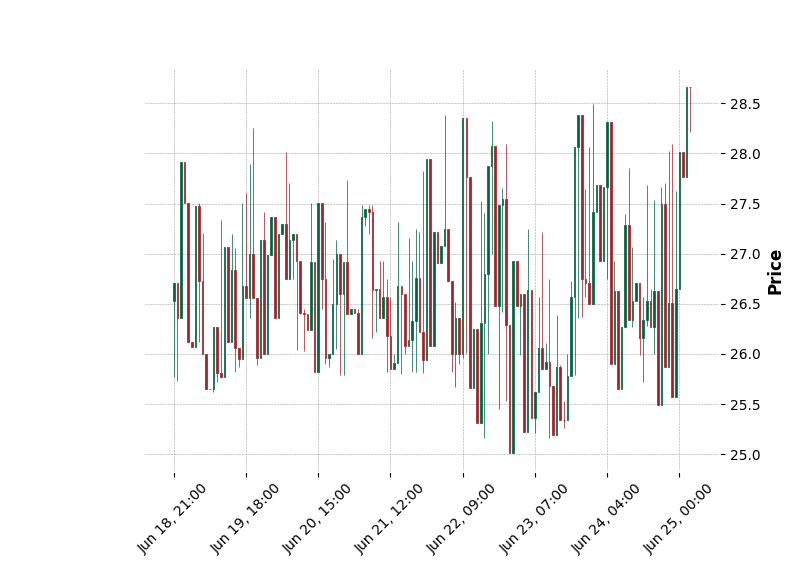 28.5
28.0
27.5
27.0
26.5
26.0
25.5
25.0
Price
Jun 18, 21:00
Jun 19, 18:00
Jun 20, 15:00
Jun 21, 12:00
Jun 22, 09:00
Jun 23, 07:00
Jun 24, 04:00
Jun 25, 00:00